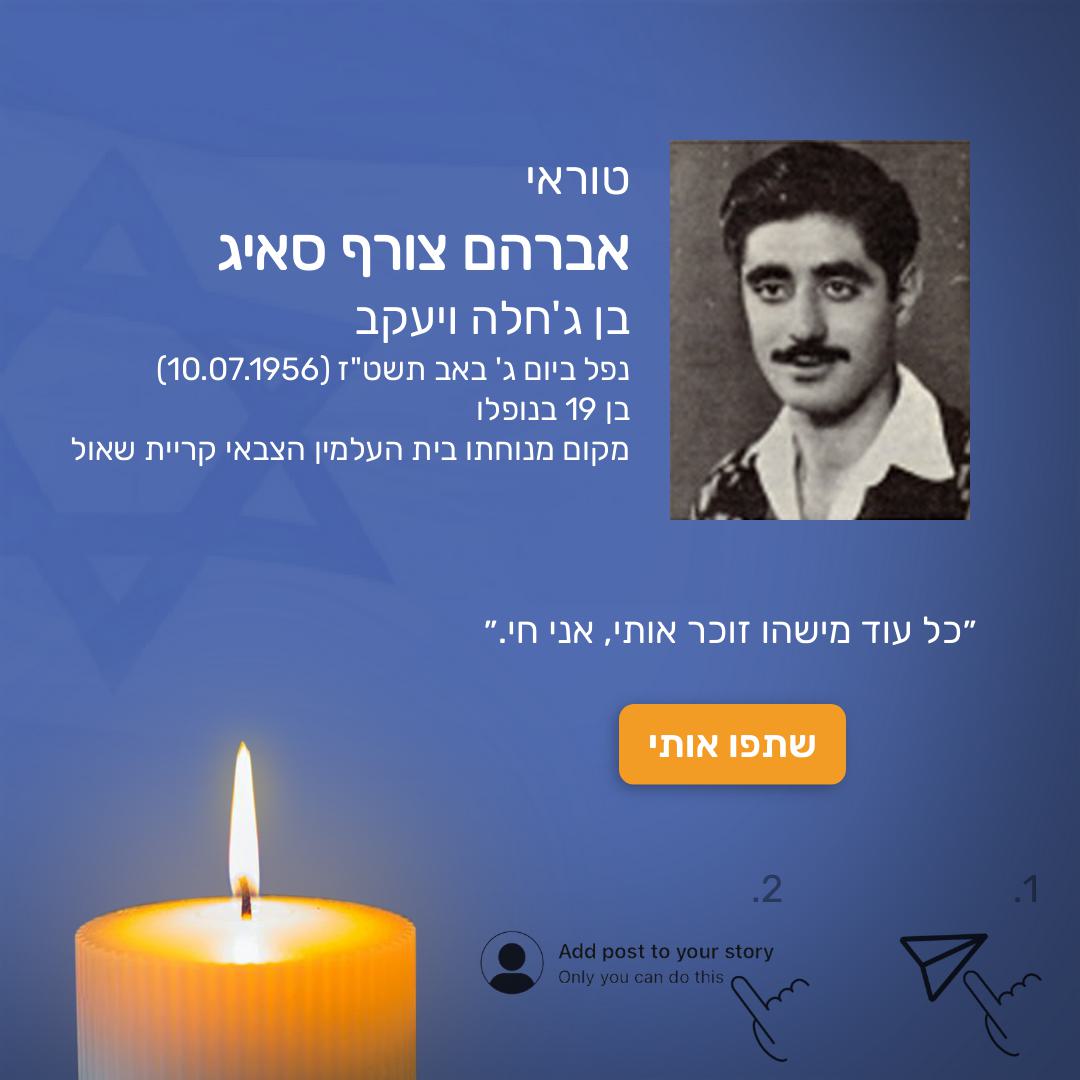 טוראי
אברהם צורף סאיג
בן ג'חלה ויעקב
נפל ביום ג' באב תשט"ז (10.07.1956)
בן 19 בנופלו
מקום מנוחתו בית העלמין הצבאי קריית שאול
״כל עוד מישהו זוכר אותי, אני חי.״
שתפו אותי
1.
2.
Add post to your story
Only you can do this